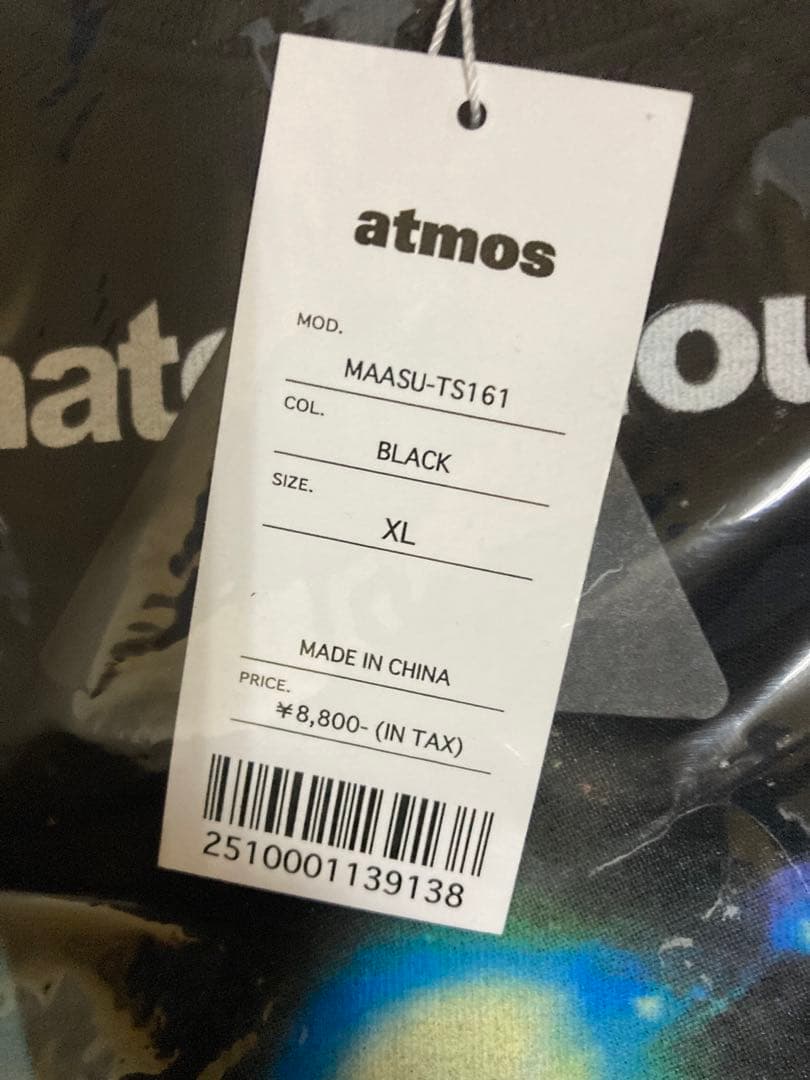 atmos
MOD.
MAASU-TS161
COL.
BLACK
SIZE.
XL
MADE IN CHINA
PRICE.
¥8,800- (IN TAX)
2510001139138